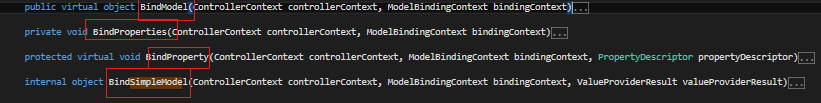 public virtual object BindModel(ControllerContext controllerContext, ModelBindingContext bindingContext)...
private void BindProperties(ControllerContext controllerContext, ModelBindingContext bindingContext)...
protected virtual void BindProperty(ControllerContext controllerContext, ModelBindingContext bindingContext, PropertyDescriptor propertyDescriptor)...
internal object BindSimpleModel(ControllerContext controllerContext, ModelBindingContext bindingContext, ValueProviderResult valueProviderResult)...